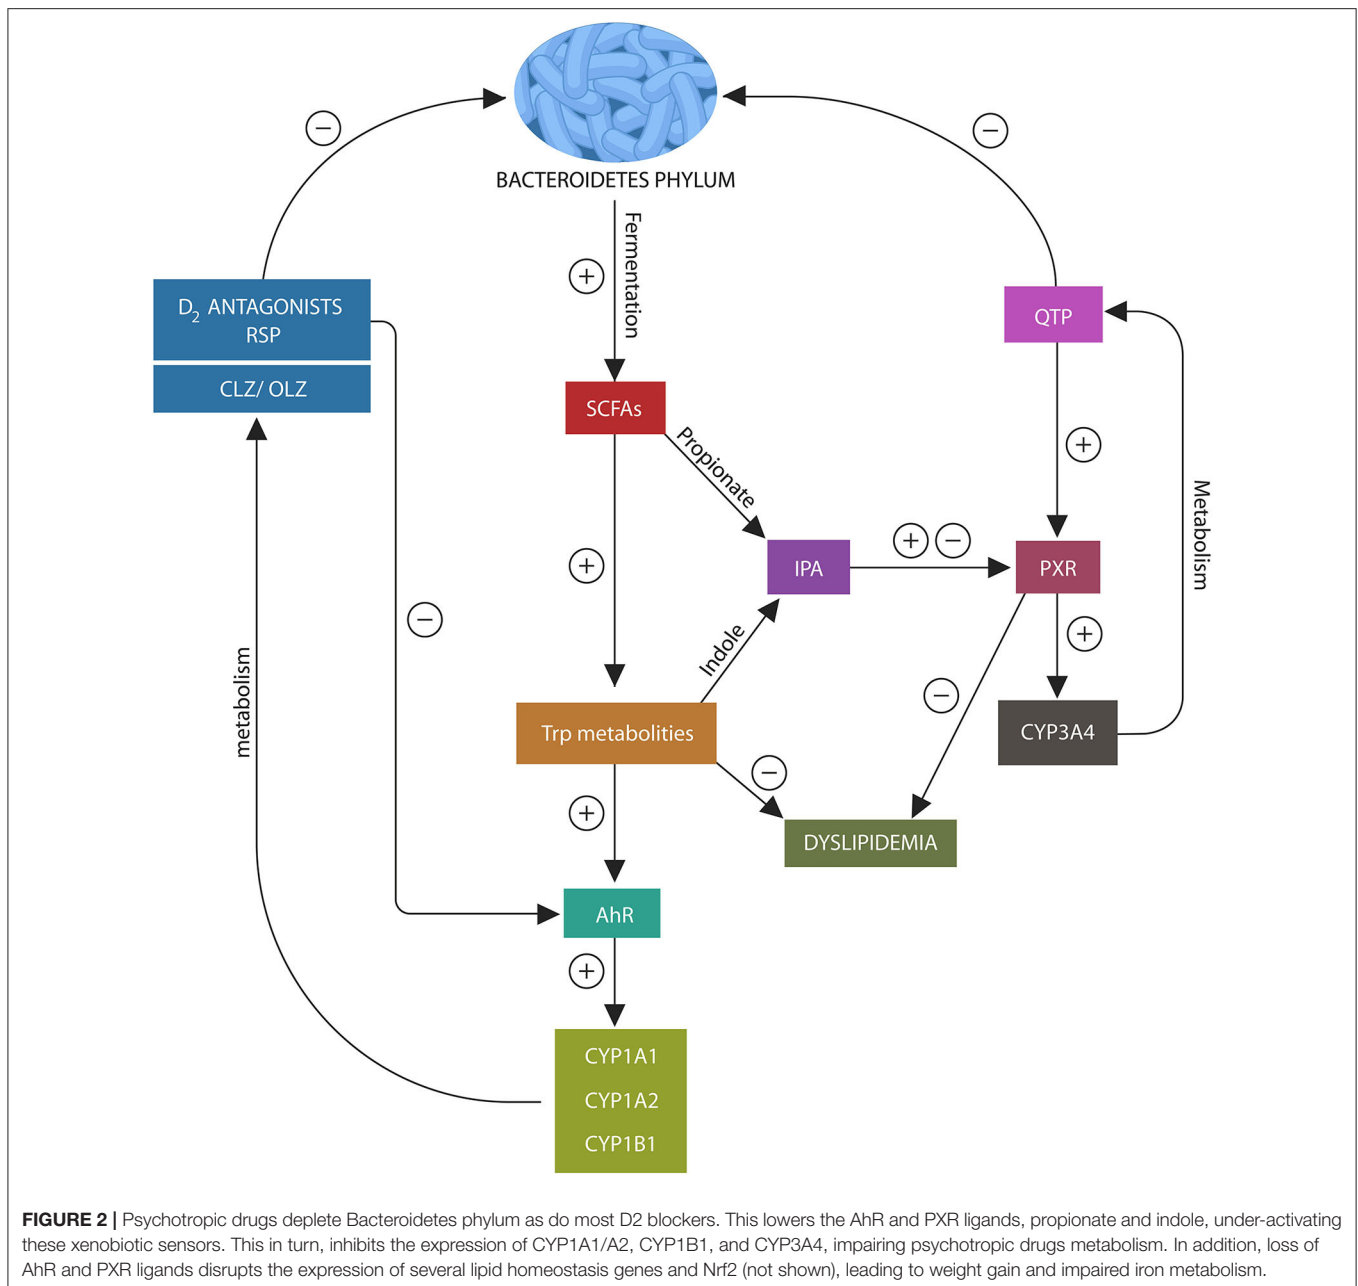 BACTEROIDETES PHYLUM
Fermentation
D2 ANTAGONISTS
RSP
CLZ/ OLZ
QTP
SCFAs
Propionate
IPA
PXR
Metabolism
Indole
metabolism
Trp metabolities
CYP3A4
DYSLIPIDEMIA
AhR
CYP1A1
CYP1A2
CYP1B1
−
−
+
+
+
+ −
−
+
−
−
+
+
FIGURE 2 | Psychotropic drugs deplete Bacteroidetes phylum as do most D2 blockers. This lowers the AhR and PXR ligands, propionate and indole, under-activating
these xenobiotic sensors. This in turn, inhibits the expression of CYP1A1/A2, CYP1B1, and CYP3A4, impairing psychotropic drugs metabolism. In addition, loss of
AhR and PXR ligands disrupts the expression of several lipid homeostasis genes and Nrf2 (not shown), leading to weight gain and impaired iron metabolism.